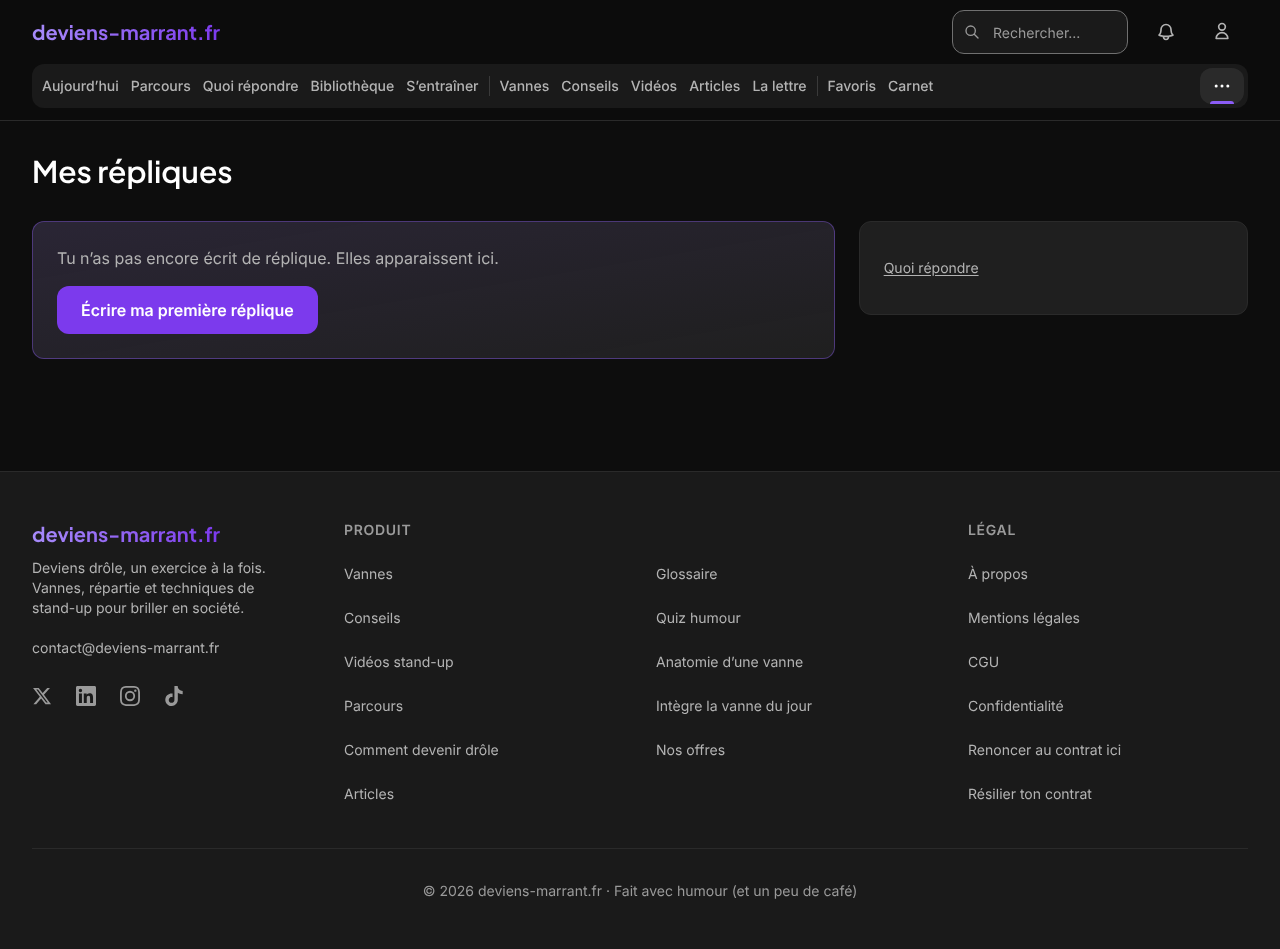 deviens-marrant.fr
Rechercher...
Aujourd’hui Parcours Quoi répondre Bibliothèque S’entraîner Vannes Conseils Vidéos Articles La lettre Favoris Carnet
Mes répliques
Tu n’as pas encore écrit de réplique. Elles apparaissent ici.
Écrire ma première réplique
Quoi répondre
deviens-marrant.fr
Deviens drôle, un exercice à la fois.
Vannes, répartie et techniques de
stand-up pour briller en société.
contact@deviens-marrant.fr
PRODUIT
Vannes
Conseils
Vidéos stand-up
Parcours
Comment devenir drôle
Articles
Glossaire
Quiz humour
Anatomie d’une vanne
Intègre la vanne du jour
Nos offres
LÉGAL
À propos
Mentions légales
CGU
Confidentialité
Renoncer au contrat ici
Résilier ton contrat
© 2026 deviens-marrant.fr · Fait avec humour (et un peu de café)